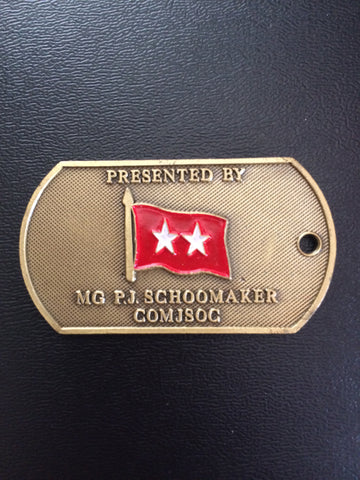 PRESENTED BY
MG P.J. SCHOOMAKER
COMJSOC